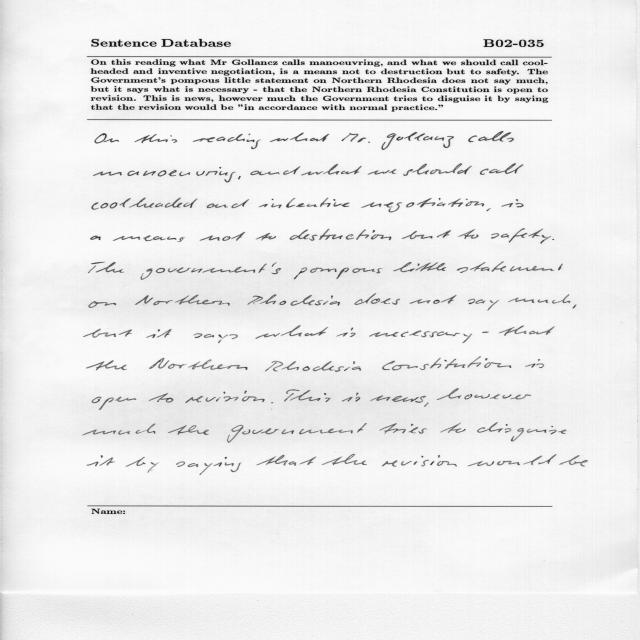 Sentence Database B02-035
On this reading what Mr Gollancz calls manoeuvring, and what we should call cool-
headed and inventive negotiation, is a means not to destruction but to safety. The
Government's pompous little statement on Northern Rhodesia does not say much,
but it says what is necessary - that the Northern Rhodesia Constitution is open to
revision. This is news, however much the Government tries to disguise it by saying
that the revision would be "in accordance with normal practice."
On this reading what Mr. Gollanz calls
manoeuvring, and what we should call
coolheaded and inventive negotiation, is
a means not to destruction but to safety.
The government's pompous little statement
on Northern Rhodesia does not say much,
but it says what is necessary - that
the Northern Rhodesia Constitution is
open to revision. This is news, however
much the Government tries to disguise
it by saying that the revision would be
Name: